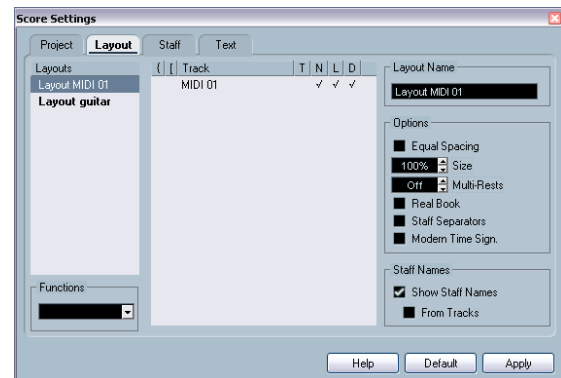 Score Settings
Project Layout Staff Text
Layouts
Layout MIDI 01
Layout guitar
{ [ Track T N L D
MIDI 01 √ √ √
Layout Name
Layout MIDI 01
Options
Equal Spacing
100% Size
Off Multi-Rests
Real Book
Staff Separators
Modern Time Sign.
Functions
Staff Names
Show Staff Names
From Tracks
Help Default Apply